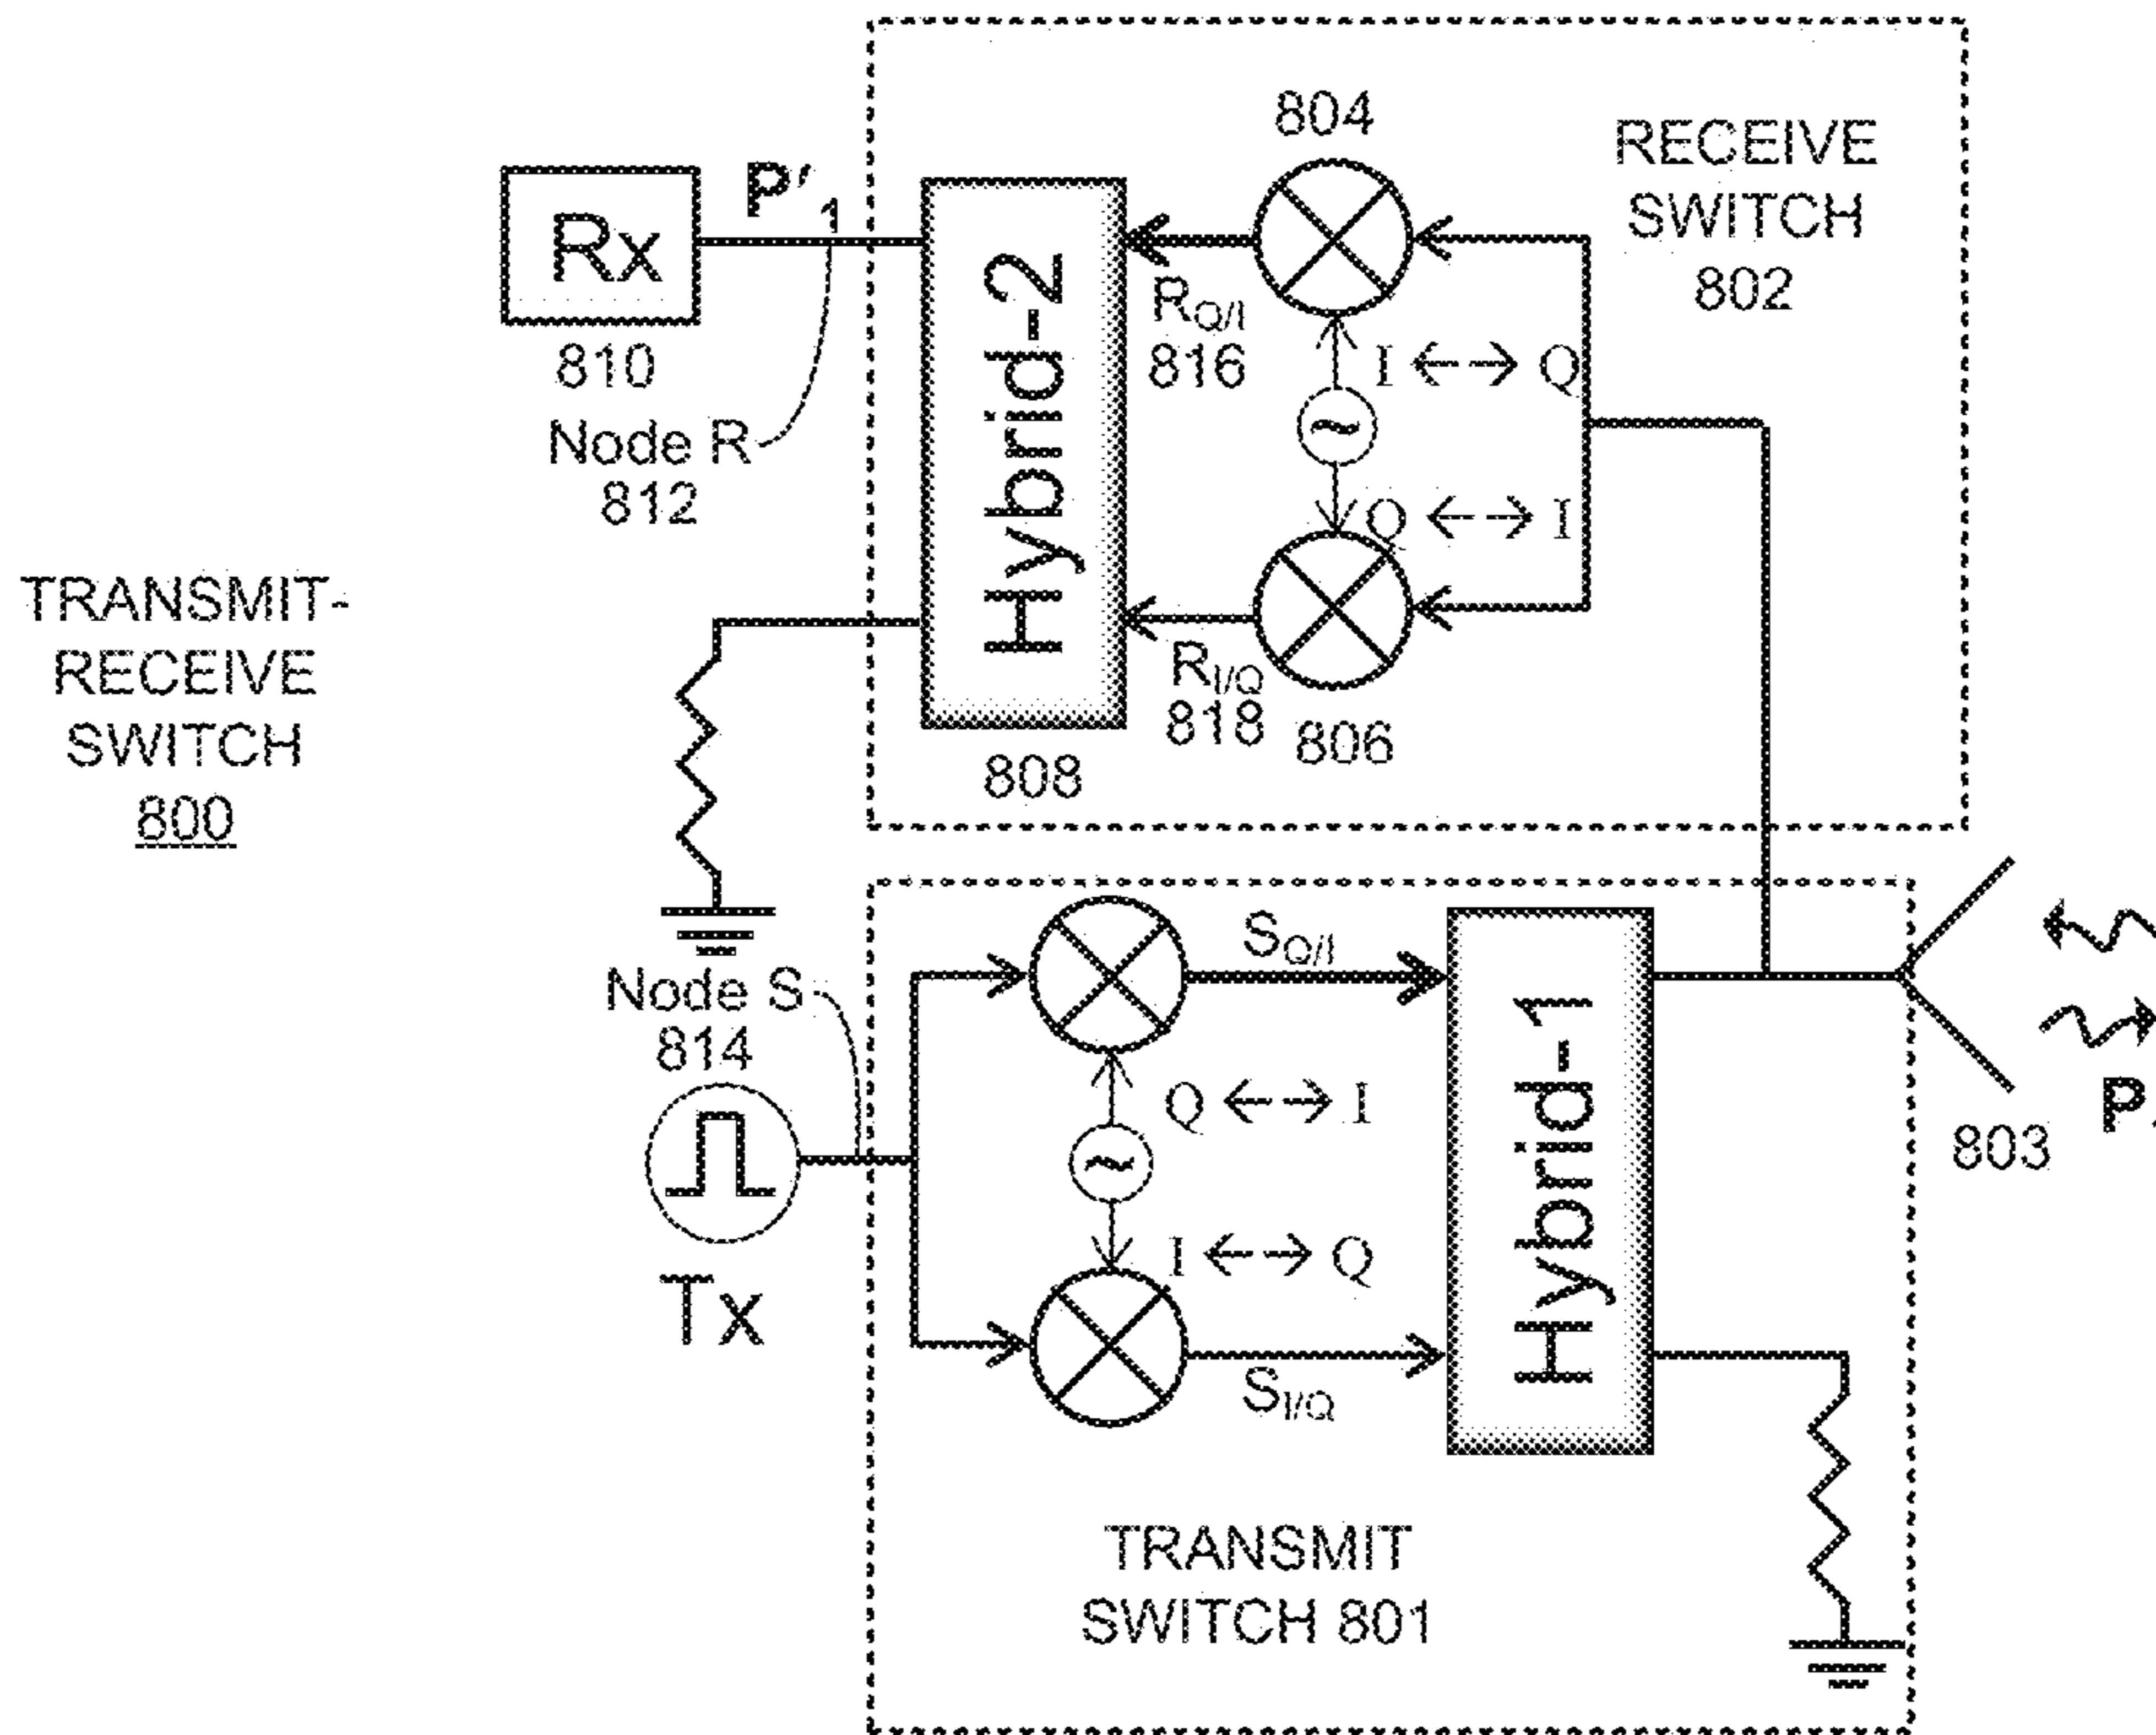 804
RECEIVE
SWITCH
802
P'1
Rx
810
Node R
812
Hybrid-2
808
RQ/I
816
I ←--→ Q
~
Q ←--→ I
RI/Q
818
806
TRANSMIT-
RECEIVE
SWITCH
800
Node S
814
Tx
SQ/I
Q ←--→ I
~
I ←--→ Q
SI/Q
Hybrid-1
803
P
TRANSMIT
SWITCH 801